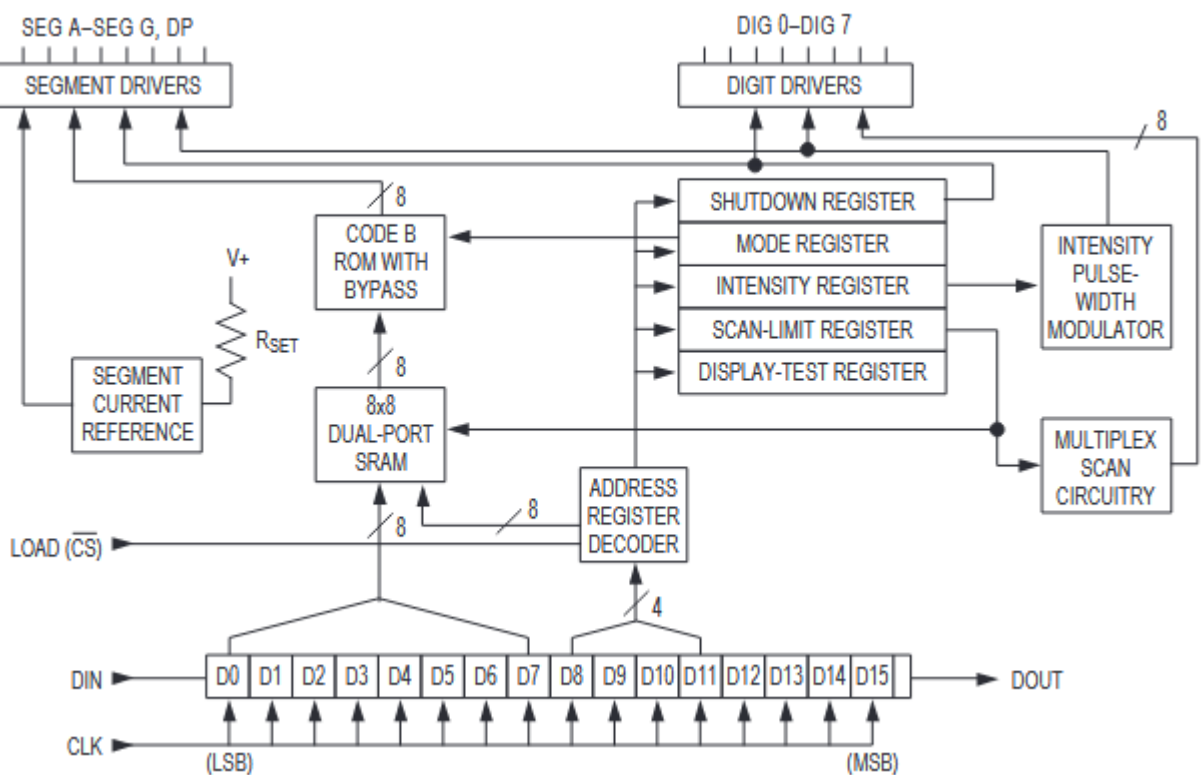 SEG A–SEG G, DP
DIG 0–DIG 7
SEGMENT DRIVERS
DIGIT DRIVERS
8
8
CODE B
ROM WITH
BYPASS
SHUTDOWN REGISTER
MODE REGISTER
INTENSITY REGISTER
SCAN-LIMIT REGISTER
DISPLAY-TEST REGISTER
INTENSITY
PULSE-
WIDTH
MODULATOR
V+
RSET
SEGMENT
CURRENT
REFERENCE
8
8x8
DUAL-PORT
SRAM
MULTIPLEX
SCAN
CIRCUITRY
ADDRESS
REGISTER
DECODER
8
8
LOAD (C̅S̅)
4
DIN
D0 D1 D2 D3 D4 D5 D6 D7 D8 D9 D10 D11 D12 D13 D14 D15
DOUT
CLK
(LSB)
(MSB)